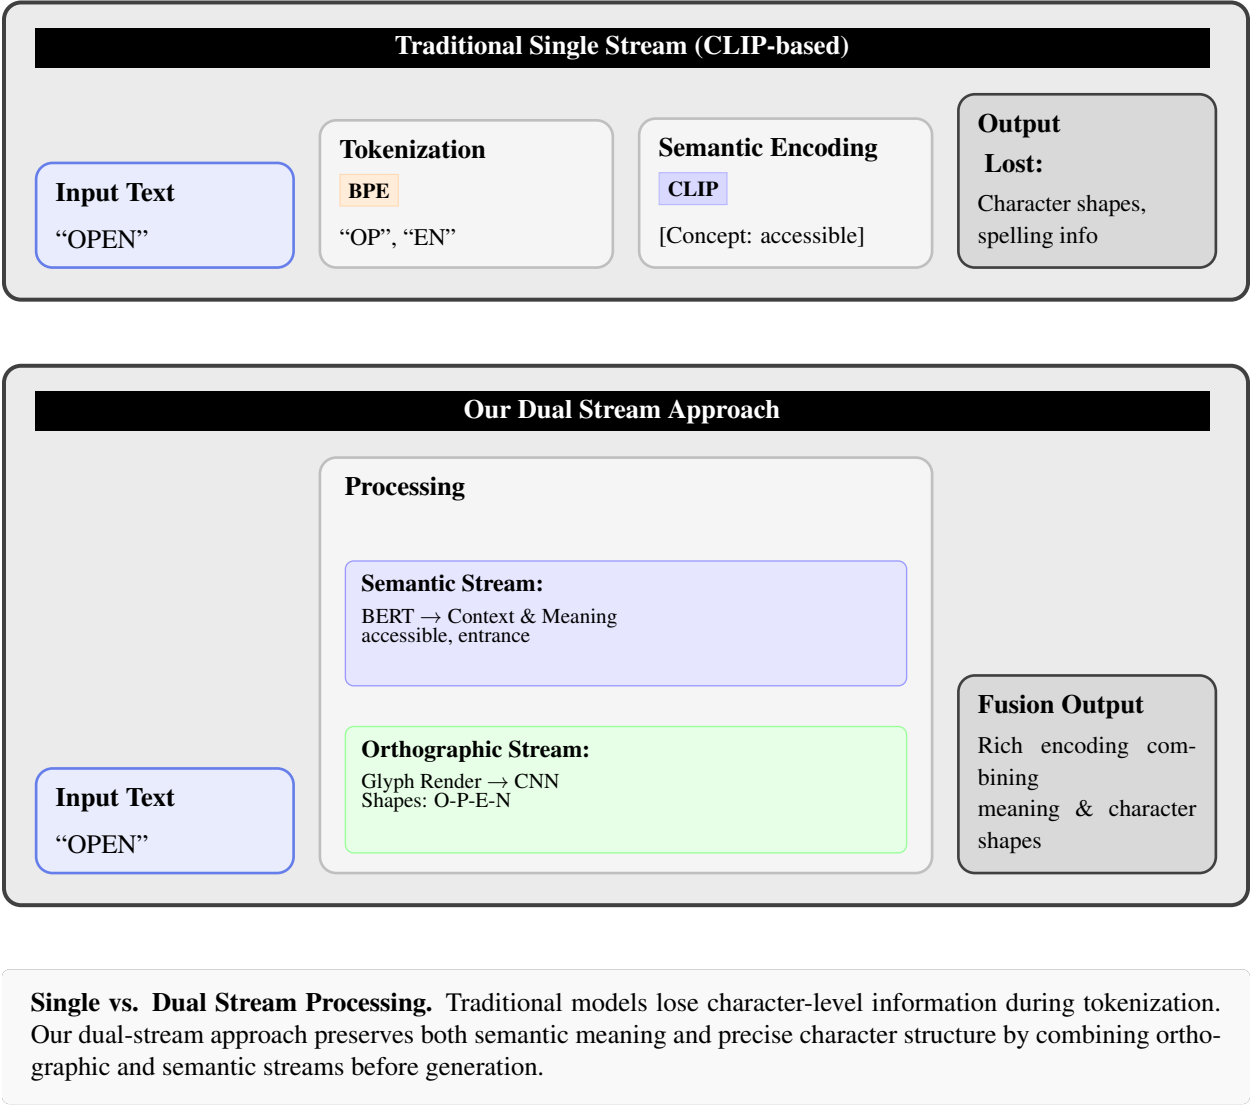 Traditional Single Stream (CLIP-based)
Input Text
“OPEN”
Tokenization
BPE
“OP”, “EN”
Semantic Encoding
CLIP
[Concept: accessible]
Output
Lost:
Character shapes,
spelling info
Our Dual Stream Approach
Input Text
“OPEN”
Processing
Semantic Stream:
BERT → Context & Meaning
accessible, entrance
Orthographic Stream:
Glyph Render → CNN
Shapes: O-P-E-N
Fusion Output
Rich encoding com-
bining
meaning & character
shapes
Single vs. Dual Stream Processing. Traditional models lose character-level information during tokenization.
Our dual-stream approach preserves both semantic meaning and precise character structure by combining ortho-
graphic and semantic streams before generation.